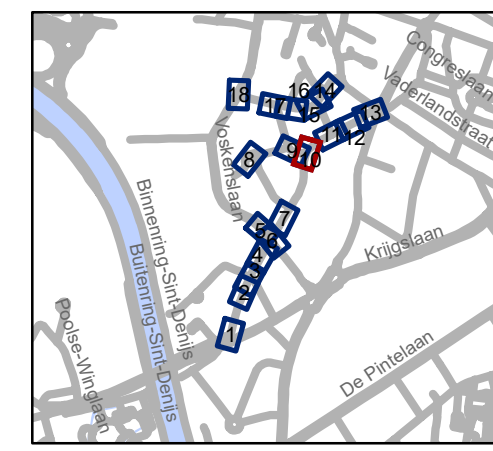 Congreslaan
Vaderlandstraat
16 14
18 17 15
13
11 12
9 10
8
Voskenslaan
7
5
6
4
3
2
1
Krijgslaan
Binnenring-Sint-Denijs
Buitenring-Sint-Denijs
Poolse-Winglaan
De Pintelaan